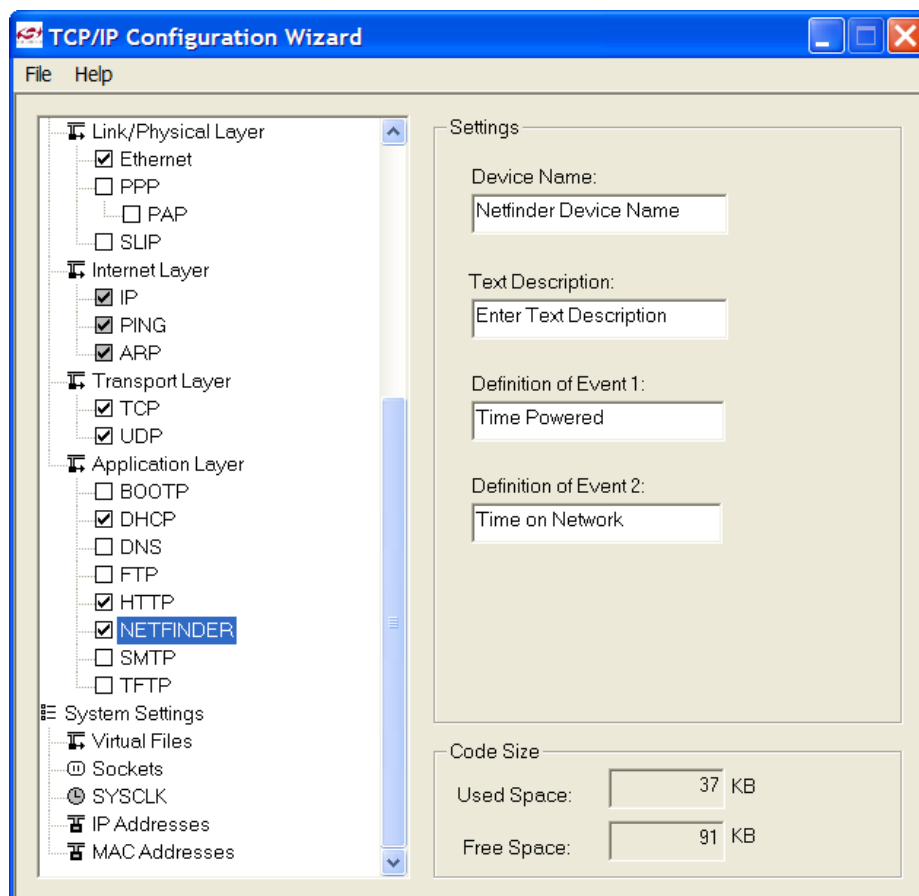 TCP/IP Configuration Wizard
File Help
Link/Physical Layer
Ethernet
PPP
PAP
SLIP
Internet Layer
IP
PING
ARP
Transport Layer
TCP
UDP
Application Layer
BOOTP
DHCP
DNS
FTP
HTTP
NETFINDER
SMTP
TFTP
System Settings
Virtual Files
Sockets
SYSCLK
IP Addresses
MAC Addresses
Settings
Device Name:
Netfinder Device Name
Text Description:
Enter Text Description
Definition of Event 1:
Time Powered
Definition of Event 2:
Time on Network
Code Size
Used Space: 37 KB
Free Space: 91 KB